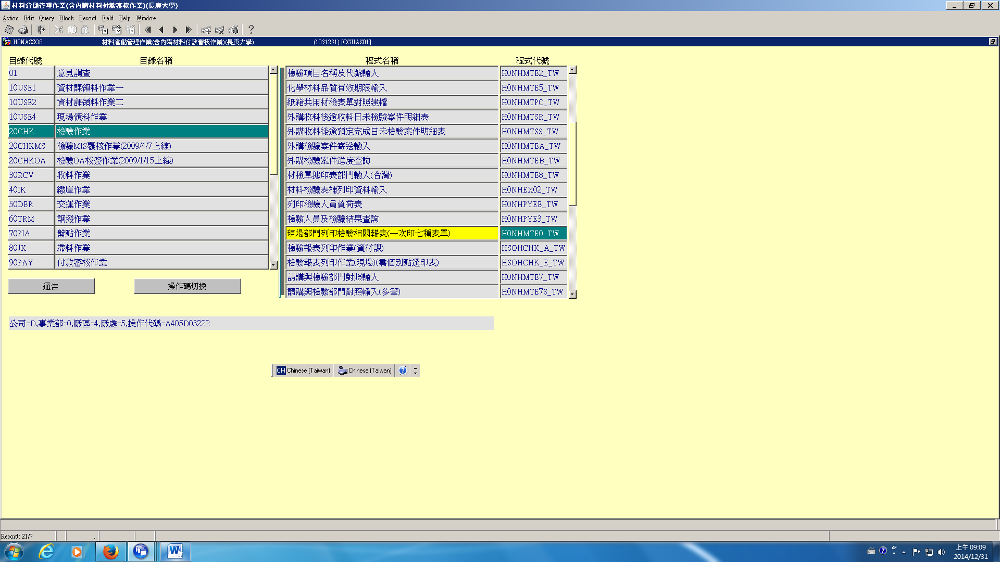 材料倉儲管理作業(含內購材料付款審核作業)(長庚大學)
Action Edit Query Block Record Field Help Window
H0NASSO8 材料倉儲管理作業(含內購材料付款審核作業)(長庚大學) (1031231) [CGUAS01]
目錄代號 目錄名稱 程式名稱 程式代號
01 意見調查 檢驗項目名稱及代號輸入 H0NHMTE2_TW
10USE1 資材課領料作業一 化學材料品質有效期限輸入 H0NHMTE5_TW
10USE2 資材課領料作業二 紙箱共用材檢表單對照建檔 H0NHMTPC_TW
10USE4 現場領料作業 外購收料後逾收料日未檢驗案件明細表 H0NHMTSR_TW
20CHK 檢驗作業 外購收料後逾預定完成日未檢驗案件明細表 H0NHMTSS_TW
20CHKMS 檢驗MIS覆核作業(2009/4/7上線) 外購檢驗案件寄送輸入 H0NHMTEA_TW
20CHKOA 檢驗OA核簽作業(2009/1/15上線) 外購檢驗案件進度查詢 H0NHMTEB_TW
30RCV 收料作業 材檢單據印表部門輸入(台灣) H0NHMTE8_TW
40IK 繳庫作業 材料檢驗表補列印資料輸入 H0NHEX02_TW
50DER 交運作業 列印檢驗人員負荷表 H0NHPYEE_TW
60TRM 調撥作業 檢驗人員及檢驗結果查詢 H0NHPYE3_TW
70PIA 盤點作業 現場部門列印檢驗相關報表(一次印七種表單) H0NHMTE0_TW
80JK 滯料作業 檢驗報表列印作業(資材課) HSOHCHK_A_TW
90PAY 付款審核作業 檢驗報表列印作業(現場)(需個別點選印表) HSOHCHK_E_TW
請購與檢驗部門對照輸入 H0NHMTE7_TW
通告 操作碼切換 請購與檢驗部門對照輸入(多筆) H0NHMTE7S_TW
公司=D,事業部=0,廠區=4,廠處=5,操作代碼=A405D03222
CH Chinese (Taiwan) Chinese (Taiwan)
Record: 21/? ...
上午 09:09
2014/12/31